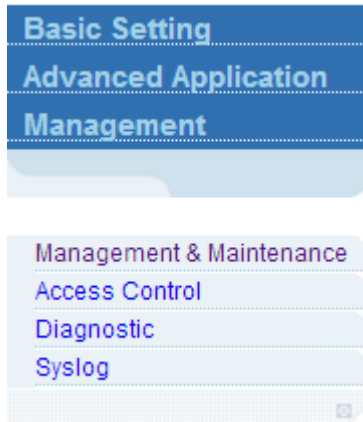 Basic Setting
Advanced Application
Management
Management & Maintenance
Access Control
Diagnostic
Syslog